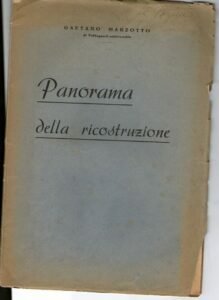 GAETANO MARZOTTO
Panorama
della ricostruzione